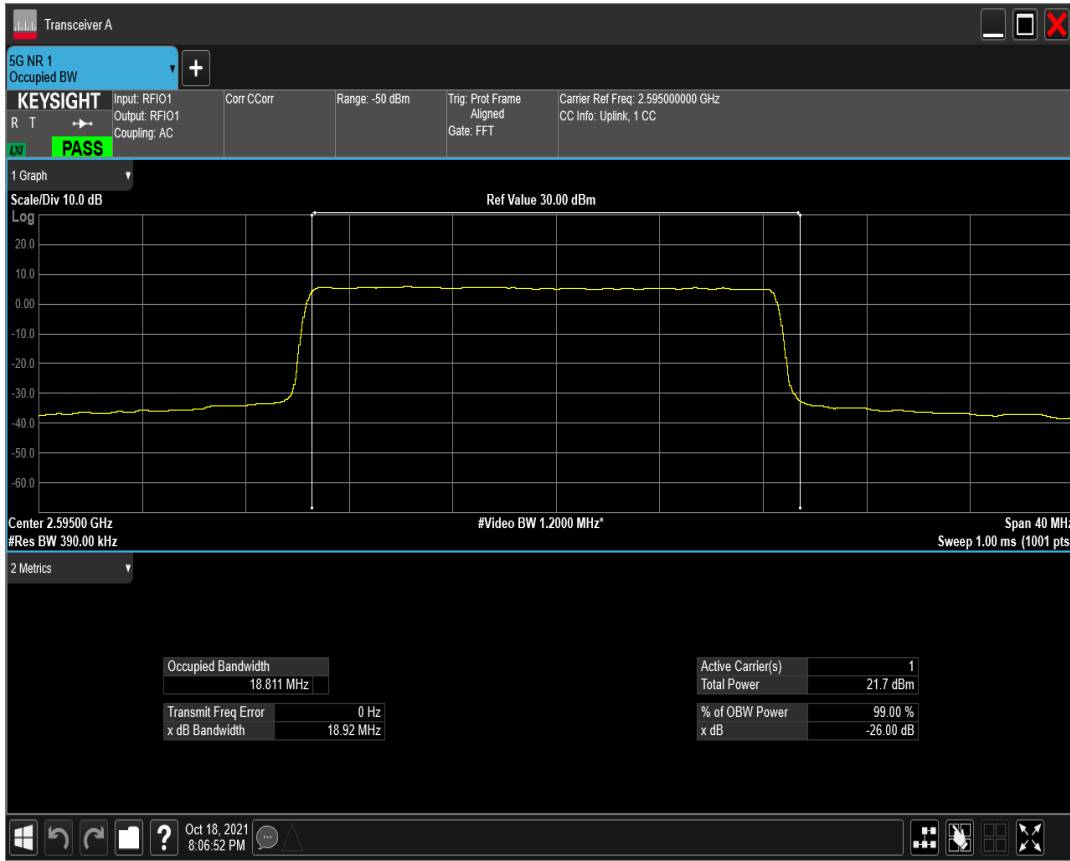 Transceiver A
5G NR 1
Occupied BW
+
KEYSIGHT
R T
LXI
PASS
Input: RFIO1
Output: RFIO1
Coupling: AC
Corr CCorr
Range: -50 dBm
Trig: Prot Frame
Aligned
Gate: FFT
Carrier Ref Freq: 2.595000000 GHz
CC Info: Uplink, 1 CC
1 Graph
Scale/Div 10.0 dB
Ref Value 30.00 dBm
Log
20.0
10.0
0.00
-10.0
-20.0
-30.0
-40.0
-50.0
-60.0
Center 2.59500 GHz
#Video BW 1.2000 MHz*
Span 40 MHz
#Res BW 390.00 kHz
Sweep 1.00 ms (1001 pts
2 Metrics
Occupied Bandwidth
18.811 MHz
Transmit Freq Error 0 Hz
x dB Bandwidth 18.92 MHz
Active Carrier(s) 1
Total Power 21.7 dBm
% of OBW Power 99.00 %
x dB -26.00 dB
?
Oct 18, 2021
8:06:52 PM